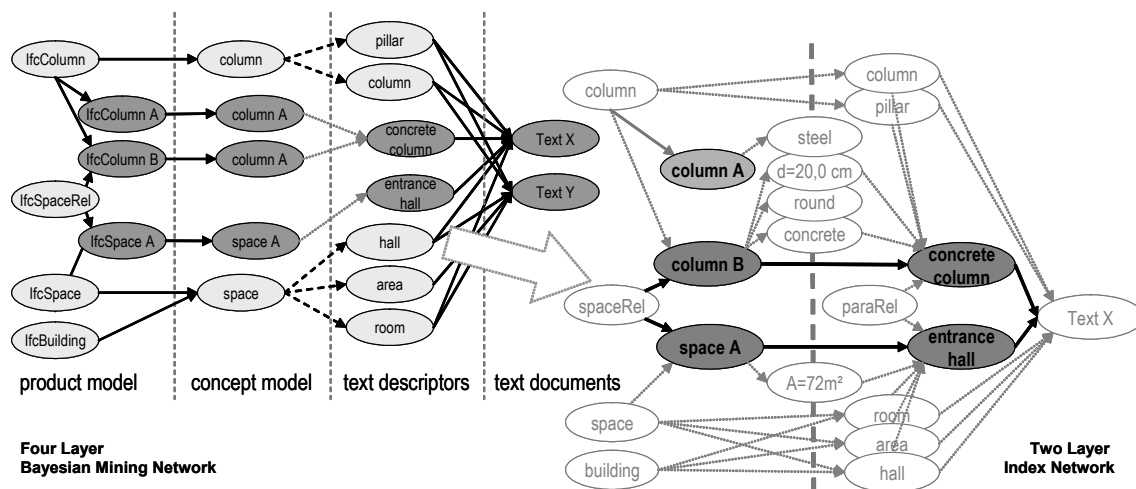 IfcColumn
IfcColumn A
IfcColumn B
IfcSpaceRel
IfcSpace A
IfcSpace
IfcBuilding
product model
column
column A
column A
space A
space
concept model
pillar
column
concrete
column
entrance
hall
hall
area
room
text descriptors
Text X
Text Y
text documents
Four Layer
Bayesian Mining Network
column
column A
column B
spaceRel
space A
space
building
column
pillar
steel
d=20,0 cm
round
concrete
concrete
column
paraRel
entrance
hall
A=72m²
room
area
hall
Text X
Two Layer
Index Network